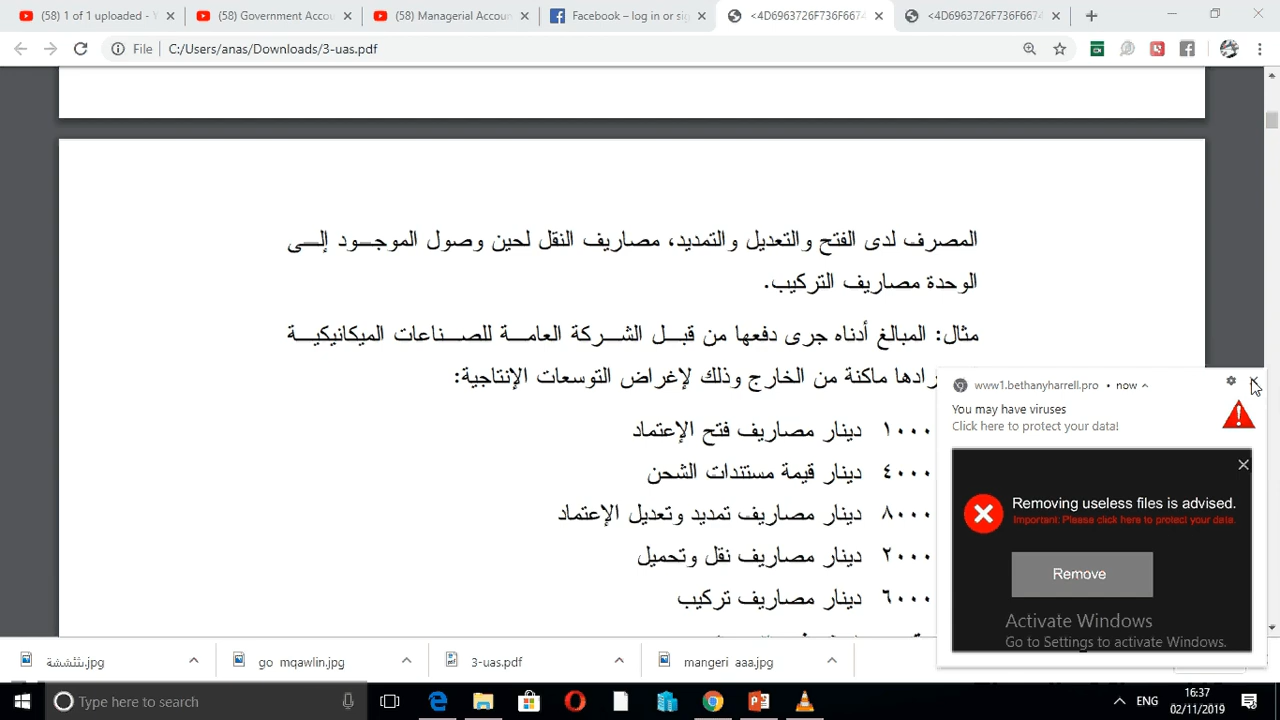 (58) 1 of 1 uploaded - Y
(58) Government Accou
(58) Managerial Accoun
Facebook – log in or sig
<4D6963726F736F6674
<4D6963726F736F6674
File
C:/Users/anas/Downloads/3-uas.pdf
المصرف لدى الفتح والتعديل والتمديد، مصاريف النقل لحين وصول الموجود إلى
الوحدة مصاريف التركيب.
مثال: المبالغ أدناه جرى دفعها من قبل الشركة العامة للصناعات الميكانيكية
رادها ماكنة من الخارج وذلك لإغراض التوسعات الإنتاجية:
١٠٠٠ دينار مصاريف فتح الإعتماد
٤٠٠٠ دينار قيمة مستندات الشحن
٨٠٠٠ دينار مصاريف تمديد وتعديل الإعتماد
٢٠٠٠ دينار مصاريف نقل وتحميل
٦٠٠٠ دينار مصاريف تركيب
www1.bethanyharrell.pro • now
You may have viruses
Click here to protect your data!
Removing useless files is advised.
Important: Please click here to protect your data.
Remove
Activate Windows
Go to Settings to activate Windows.
go mqawlin.jpg
3-uas.pdf
mangeri aaa.jpg
Type here to search
ENG
16:37
02/11/2019